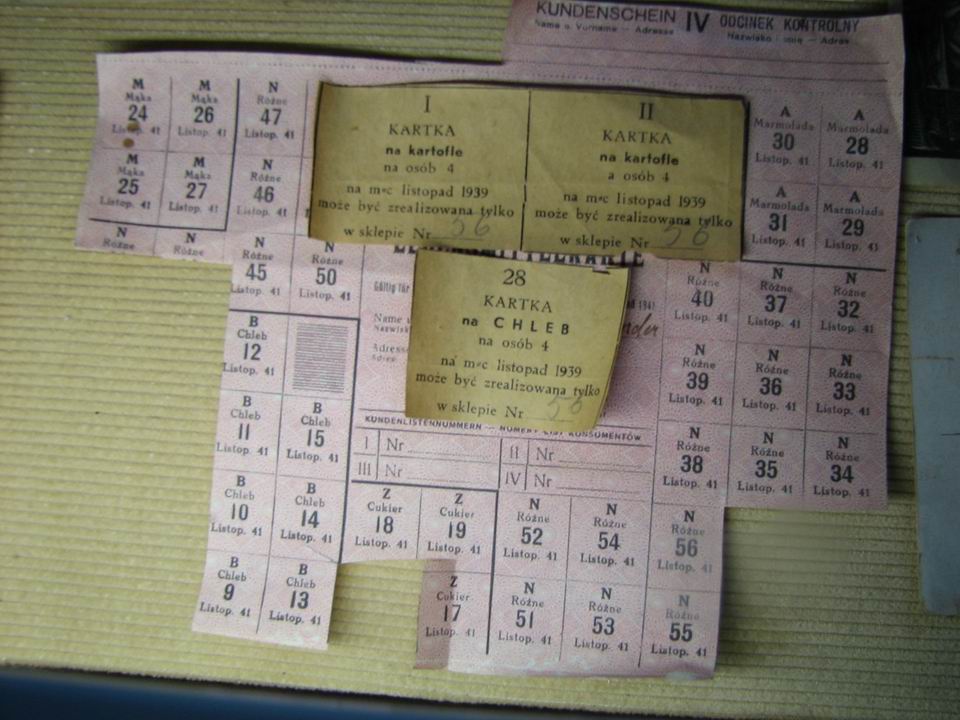 KUNDENSCHEIN IV ODCINEK KONTROLNY
Name u. Vorname — Adresse
Nazwisko i imię — Adres
M
Mąka
24
Listop. 41
M
Mąka
26
Listop. 41
N
Różne
47
Listop. 41
M
Mąka
25
Listop. 41
M
Mąka
27
Listop. 41
N
Różne
46
Listop. 41
N
Różne
N
Różne
N
Różne
45
Listop. 41
N
Różne
50
Listop. 41
I
KARTKA
na kartofle
na osób 4
na m-c listopad 1939
może być zrealizowana tylko
w sklepie Nr 56
II
KARTKA
na kartofle
a osób 4
na m-c listopad 1939
może być zrealizowana tylko
w sklepie Nr 56
A
Marmolada
30
Listop. 41
A
Marmolada
28
Listop. 41
A
Marmolada
31
Listop. 41
A
Marmolada
29
Listop. 41
Gültig für
Name
Nazwisk
Adress
28
KARTKA
na CHLEB
na osób 4
na m-c listopad 1939
może być zrealizowana tylko
w sklepie Nr 56
N
Różne
40
Listop. 41
N
Różne
37
Listop. 41
N
Różne
32
Listop. 41
N
Różne
39
Listop. 41
N
Różne
36
Listop. 41
N
Różne
33
Listop. 41
N
Różne
38
Listop. 41
N
Różne
35
Listop. 41
N
Różne
34
Listop. 41
B
Chleb
12
Listop. 41
B
Chleb
11
Listop. 41
B
Chleb
15
Listop. 41
B
Chleb
10
Listop. 41
B
Chleb
14
Listop. 41
B
Chleb
9
Listop. 41
B
Chleb
13
Listop. 41
KUNDENLISTENNUMMERN — NUMERY LIST KONSUMENTÓW
I Nr
II Nr
III Nr
IV Nr
Z
Cukier
18
Listop. 41
Z
Cukier
19
Listop. 41
N
Różne
52
Listop. 41
N
Różne
54
Listop. 41
N
Różne
56
Listop. 41
Z
Cukier
17
Listop. 41
N
Różne
51
Listop. 41
N
Różne
53
Listop. 41
N
Różne
55
Listop. 41